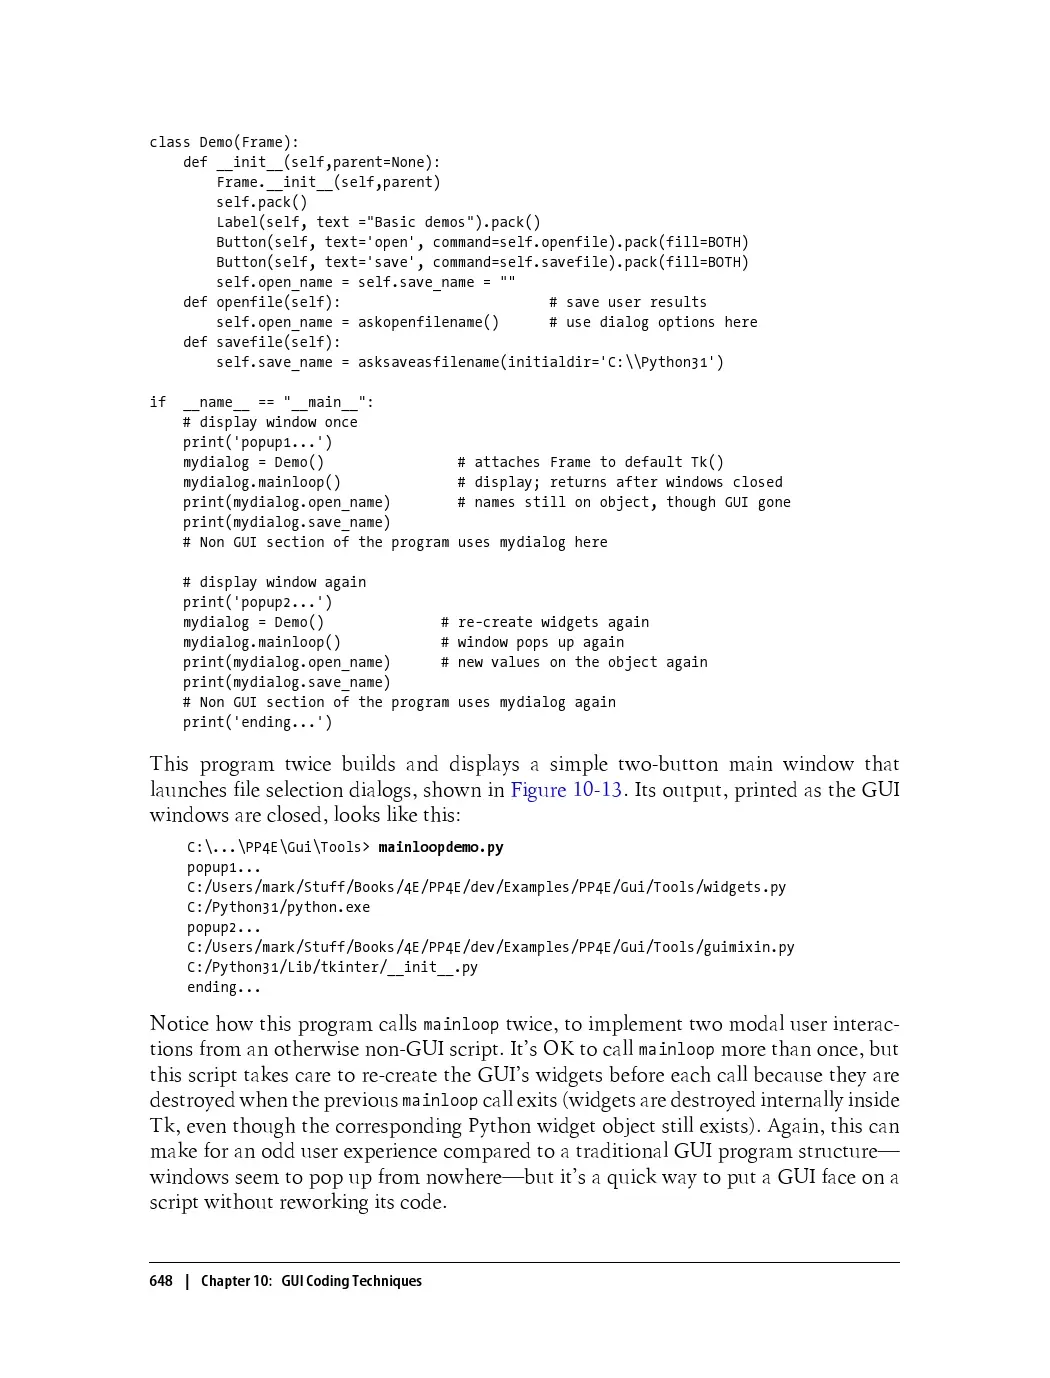 class Demo(Frame):
    def __init__(self,parent=None):
        Frame.__init__(self,parent)
        self.pack()
        Label(self, text ="Basic demos").pack()
        Button(self, text='open', command=self.openfile).pack(fill=BOTH)
        Button(self, text='save', command=self.savefile).pack(fill=BOTH)
        self.open_name = self.save_name = ""
    def openfile(self):                         # save user results
        self.open_name = askopenfilename()      # use dialog options here
    def savefile(self):
        self.save_name = asksaveasfilename(initialdir='C:\\Python31')
if  __name__ == "__main__":
    # display window once
    print('popup1...')
    mydialog = Demo()                # attaches Frame to default Tk()
    mydialog.mainloop()              # display; returns after windows closed
    print(mydialog.open_name)        # names still on object, though GUI gone
    print(mydialog.save_name)
    # Non GUI section of the program uses mydialog here
    # display window again
    print('popup2...')
    mydialog = Demo()              # re-create widgets again
    mydialog.mainloop()            # window pops up again
    print(mydialog.open_name)      # new values on the object again
    print(mydialog.save_name)
    # Non GUI section of the program uses mydialog again
    print('ending...')
This program twice builds and displays a simple two-button main window that
launches file selection dialogs, shown in Figure 10-13. Its output, printed as the GUI
windows are closed, looks like this:
C:\...\PP4E\Gui\Tools> mainloopdemo.py
popup1...
C:/Users/mark/Stuff/Books/4E/PP4E/dev/Examples/PP4E/Gui/Tools/widgets.py
C:/Python31/python.exe
popup2...
C:/Users/mark/Stuff/Books/4E/PP4E/dev/Examples/PP4E/Gui/Tools/guimixin.py
C:/Python31/Lib/tkinter/__init__.py
ending...
Notice how this program calls mainloop twice, to implement two modal user interac-
tions from an otherwise non-GUI script. It's OK to call mainloop more than once, but
this script takes care to re-create the GUI's widgets before each call because they are
destroyed when the previous mainloop call exits (widgets are destroyed internally inside
Tk, even though the corresponding Python widget object still exists). Again, this can
make for an odd user experience compared to a traditional GUI program structure—
windows seem to pop up from nowhere—but it's a quick way to put a GUI face on a
script without reworking its code.
648 | Chapter 10: GUI Coding Techniques